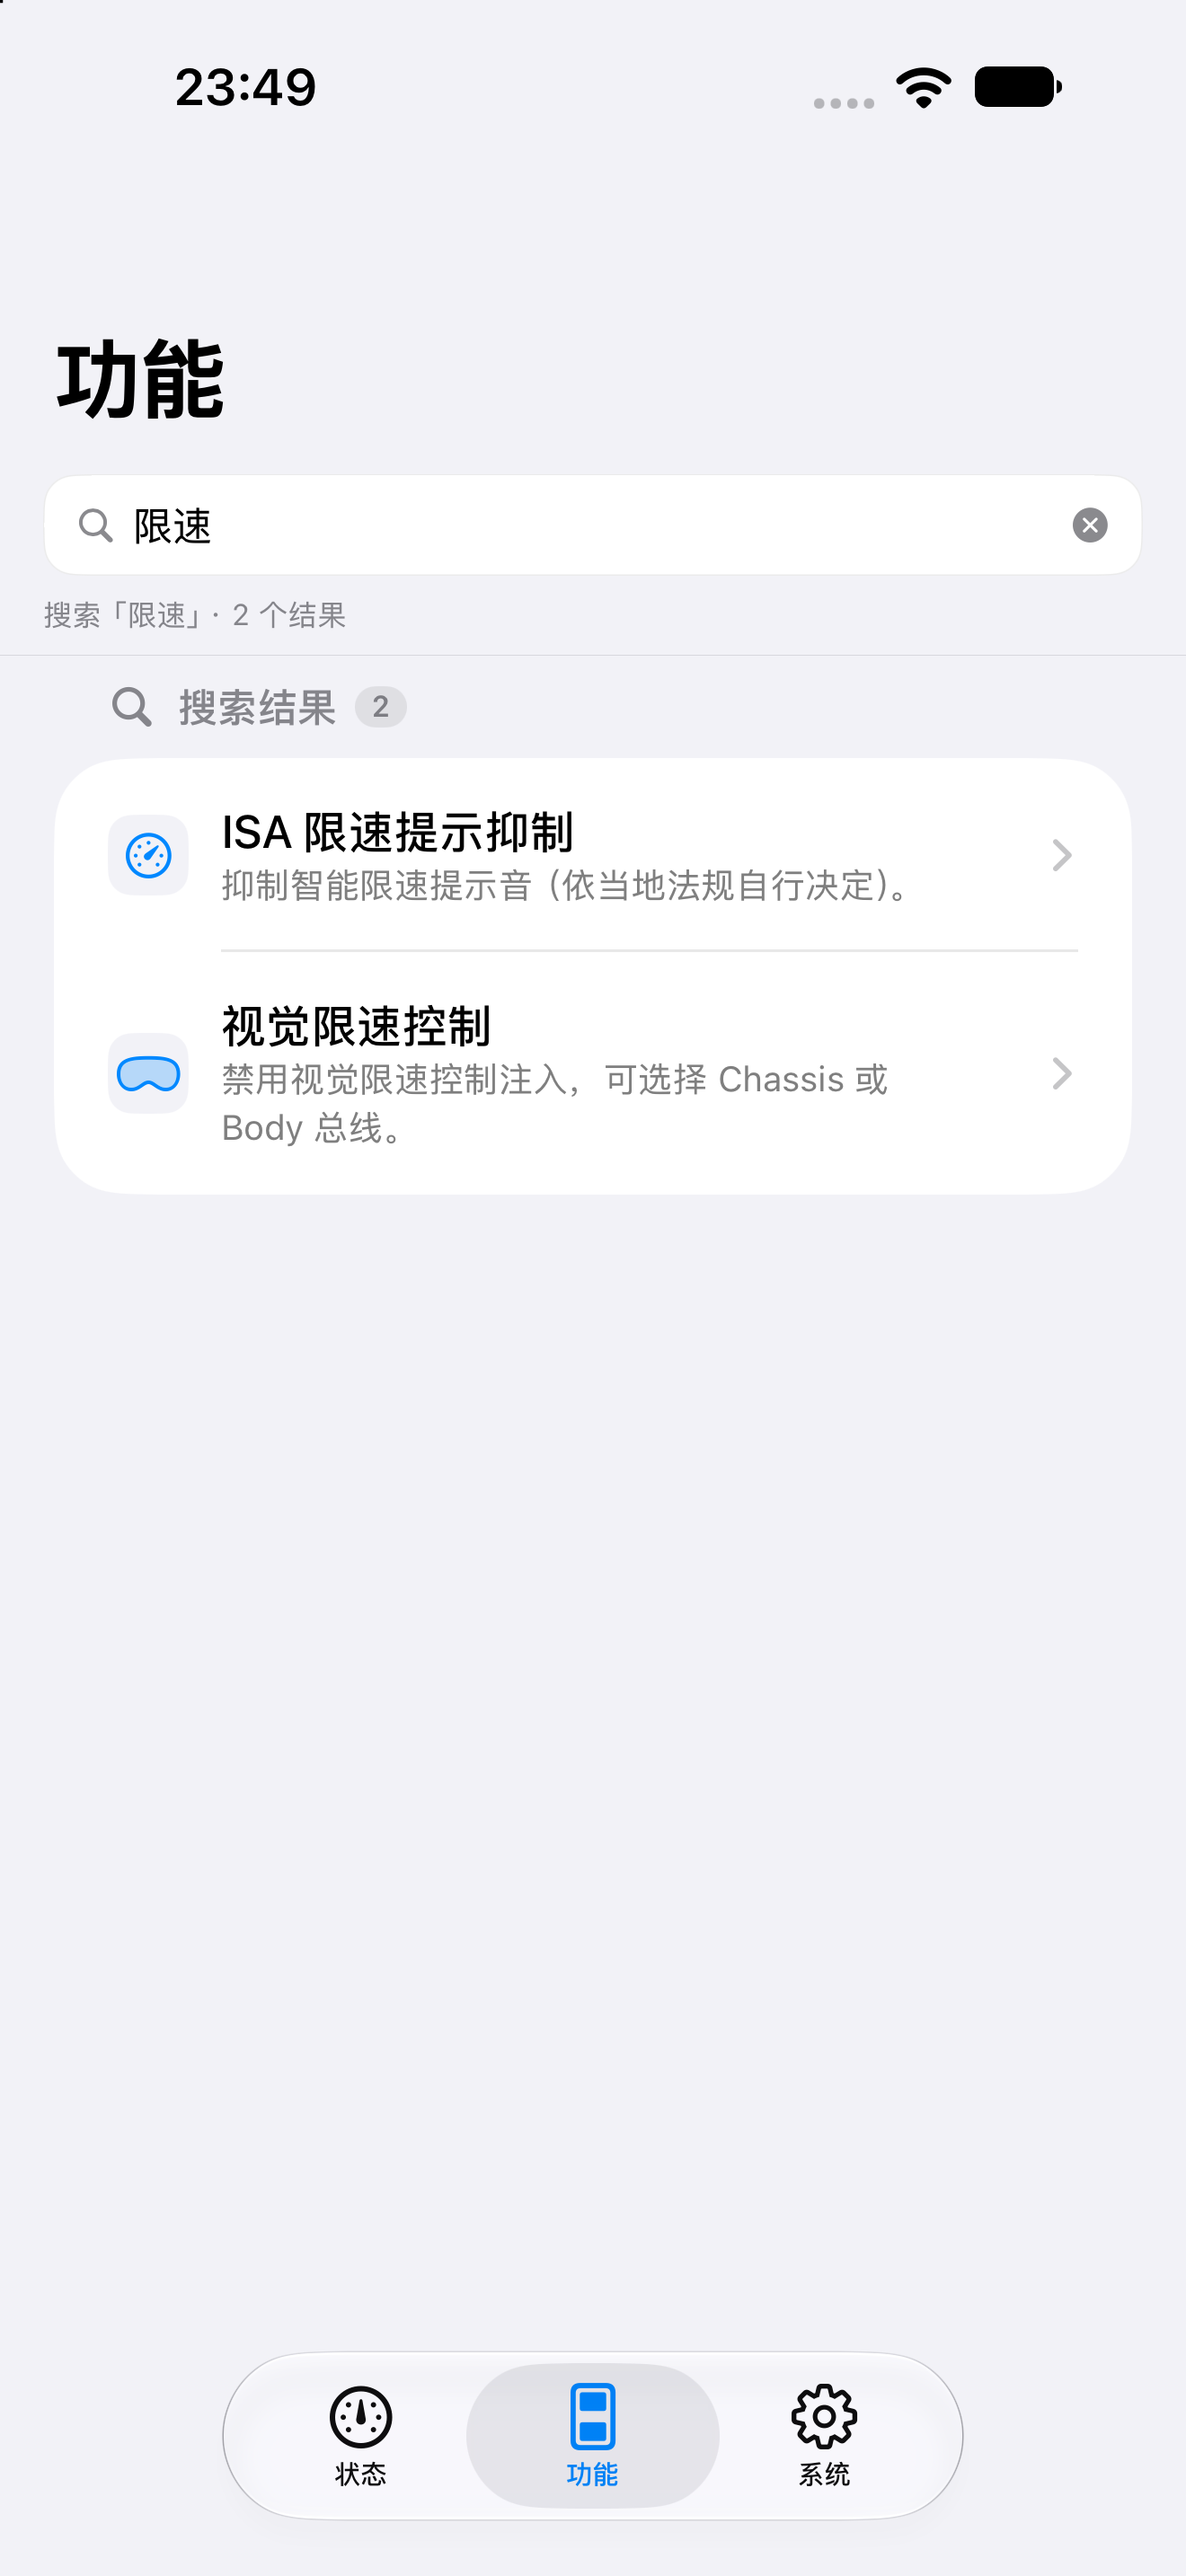 23:49
功能
限速
搜索「限速」· 2 个结果
搜索结果 2
ISA 限速提示抑制
抑制智能限速提示音（依当地法规自行决定）。
视觉限速控制
禁用视觉限速控制注入，可选择 Chassis 或
Body 总线。
状态
功能
系统